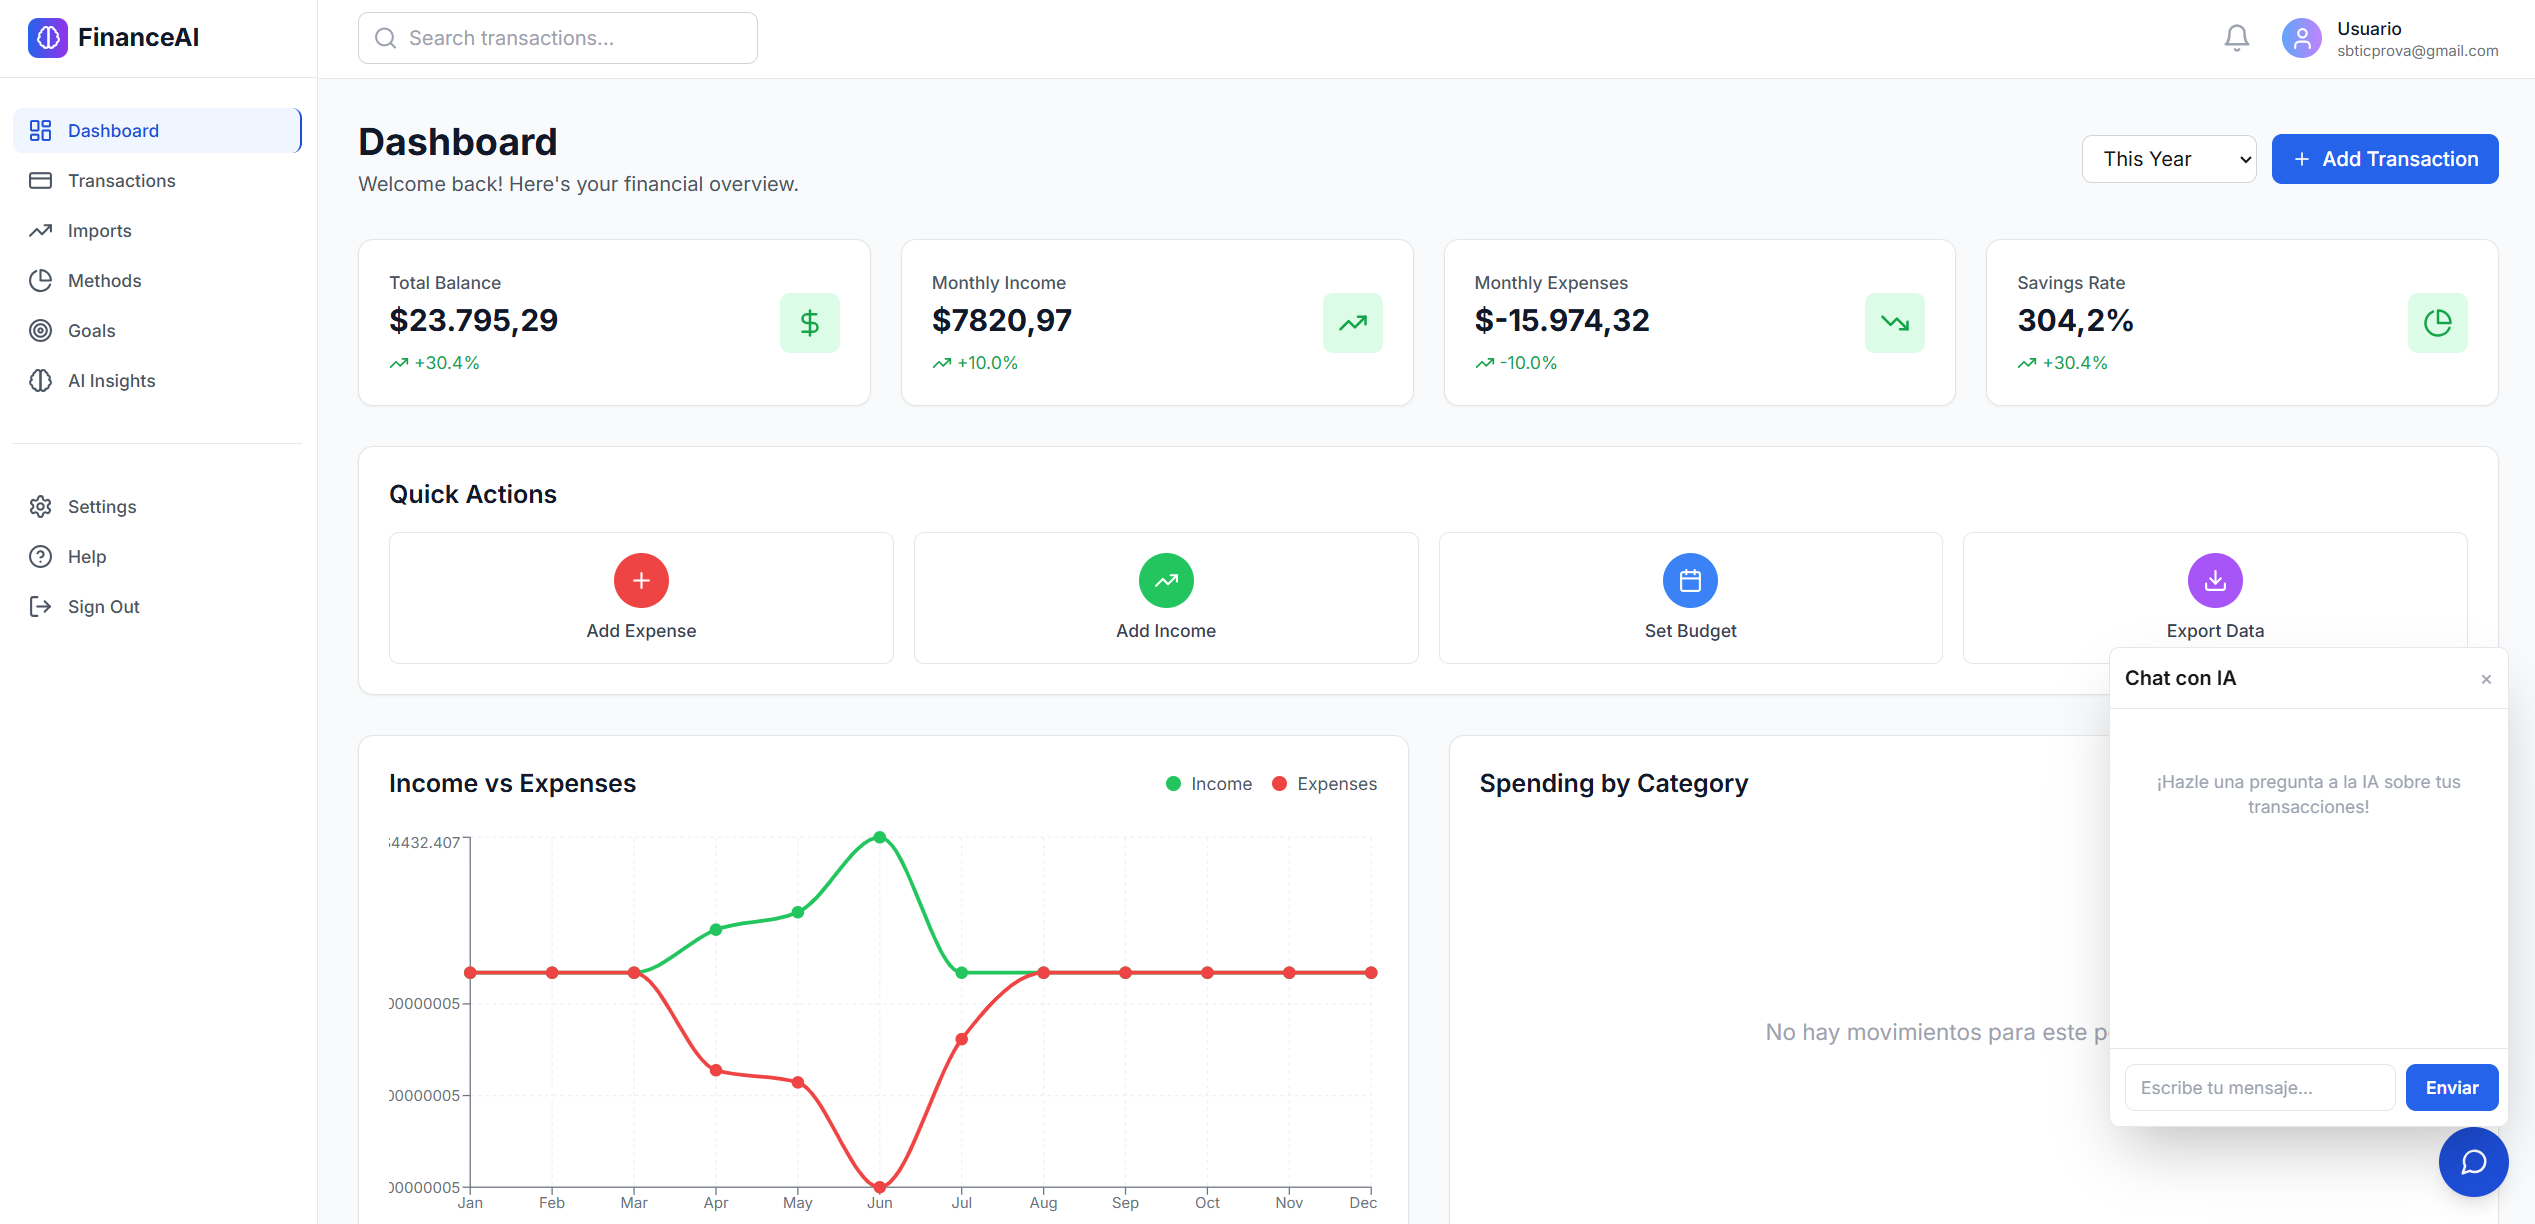 FinanceAI
Search transactions...
Usuario
sbticprova@gmail.com
Dashboard
Transactions
Imports
Methods
Goals
AI Insights
Settings
Help
Sign Out
Dashboard
Welcome back! Here's your financial overview.
This Year
Add Transaction
Total Balance
$23.795,29
+30.4%
Monthly Income
$7820,97
+10.0%
Monthly Expenses
$-15.974,32
-10.0%
Savings Rate
304,2%
+30.4%
Quick Actions
Add Expense
Add Income
Set Budget
Export Data
Income vs Expenses
Income
Expenses
4432.407
00000005
00000005
00000005
Jan Feb Mar Apr May Jun Jul Aug Sep Oct Nov Dec
Spending by Category
No hay movimientos para este p
Chat con IA
×
¡Hazle una pregunta a la IA sobre tus
transacciones!
Escribe tu mensaje...
Enviar